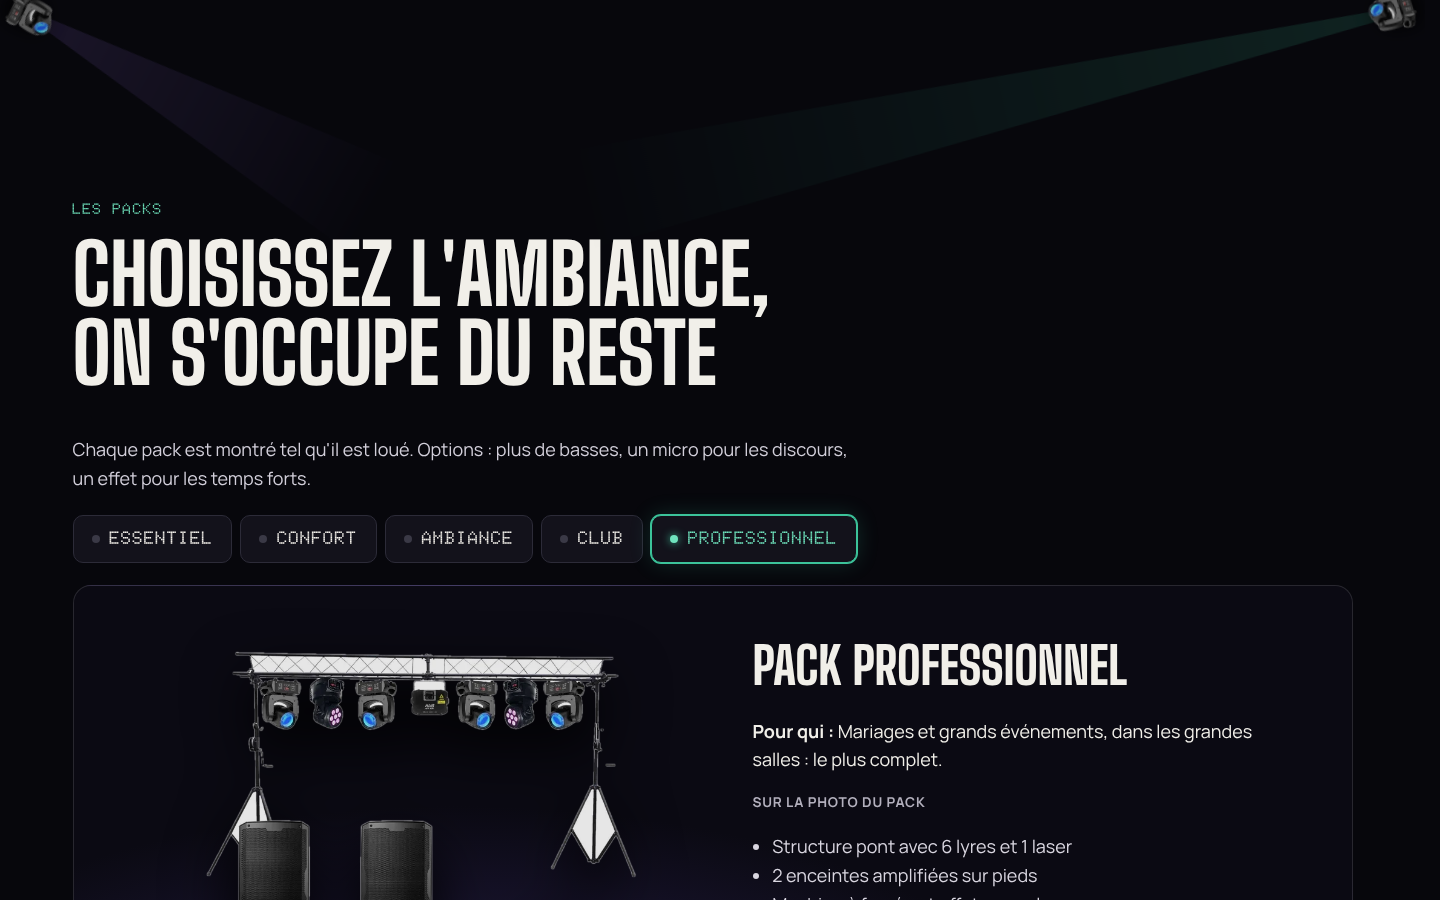 LES PACKS
CHOISISSEZ L'AMBIANCE,
ON S'OCCUPE DU RESTE
Chaque pack est montré tel qu'il est loué. Options : plus de basses, un micro pour les discours,
un effet pour les temps forts.
ESSENTIEL
CONFORT
AMBIANCE
CLUB
PROFESSIONNEL
PACK PROFESSIONNEL
Pour qui : Mariages et grands événements, dans les grandes
salles : le plus complet.
SUR LA PHOTO DU PACK
Structure pont avec 6 lyres et 1 laser
2 enceintes amplifiées sur pieds